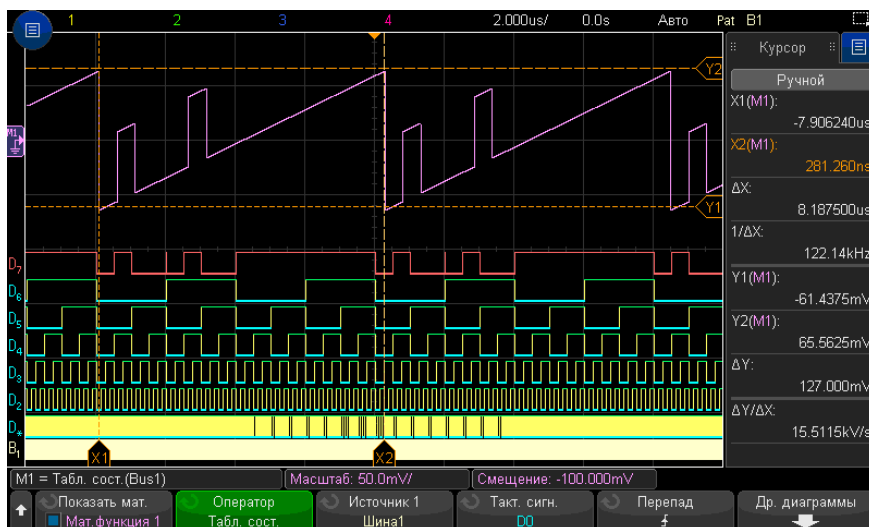 1 2 3 4 2.000us/ 0.0s Авто Pat B1
Курсор
Ручной
X1(M1):
-7.906240us
X2(M1):
281.260ns
ΔX:
8.187500us
1/ΔX:
122.14kHz
Y1(M1):
-61.4375mV
Y2(M1):
65.5625mV
ΔY:
127.000mV
ΔY/ΔX:
15.5115kV/s
Y2
M1
Y1
D7
D6
D5
D4
D3
D2
D*
B1
X1 X2
M1 = Табл. сост.(Bus1) Масштаб: 50.0mV/ Смещение: -100.000mV
Показать мат. Оператор Источник 1 Такт. сигн. Перепад Др. диаграммы
Мат.функция 1 Табл. сост. Шина1 D0